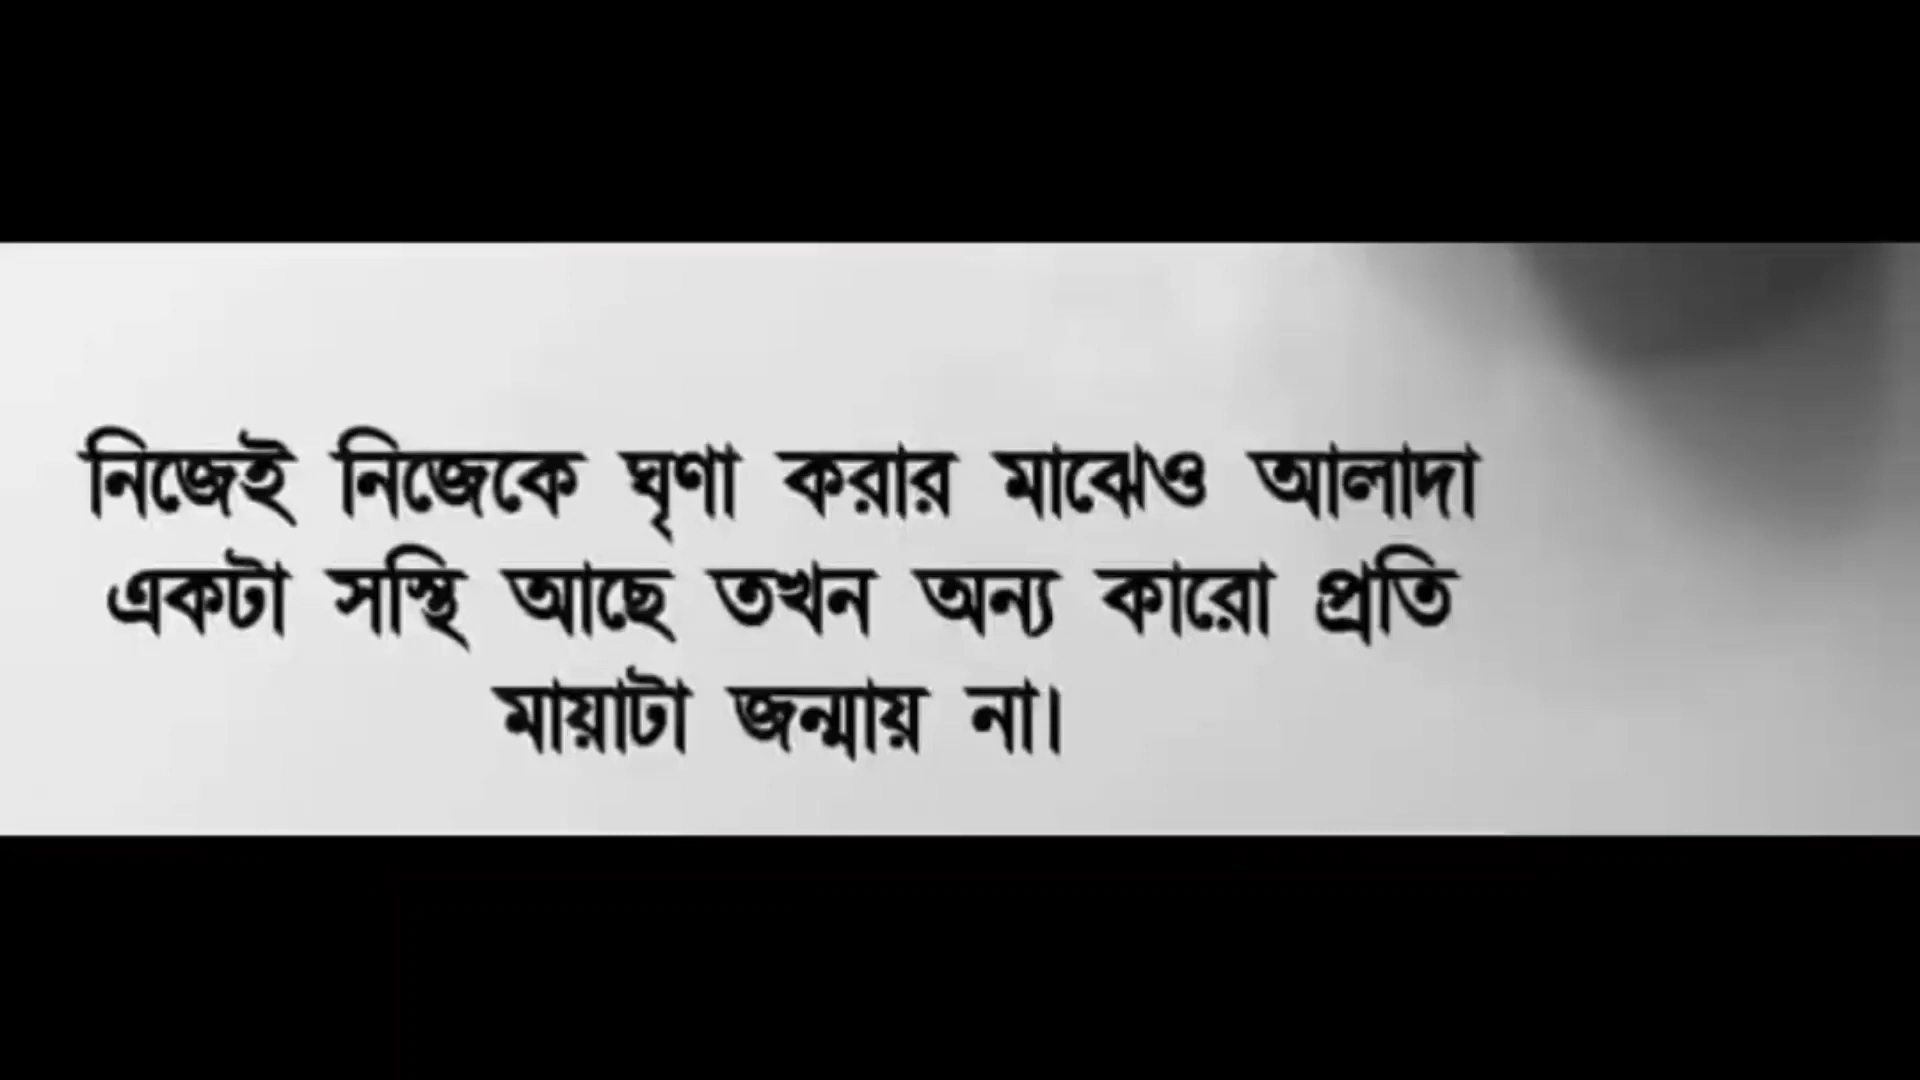 নিজেই নিজেকে ঘৃণা করার মাঝেও আলাদা
একটা সস্থি আছে তখন অন্য কারো প্রতি
মায়াটা জন্মায় না।